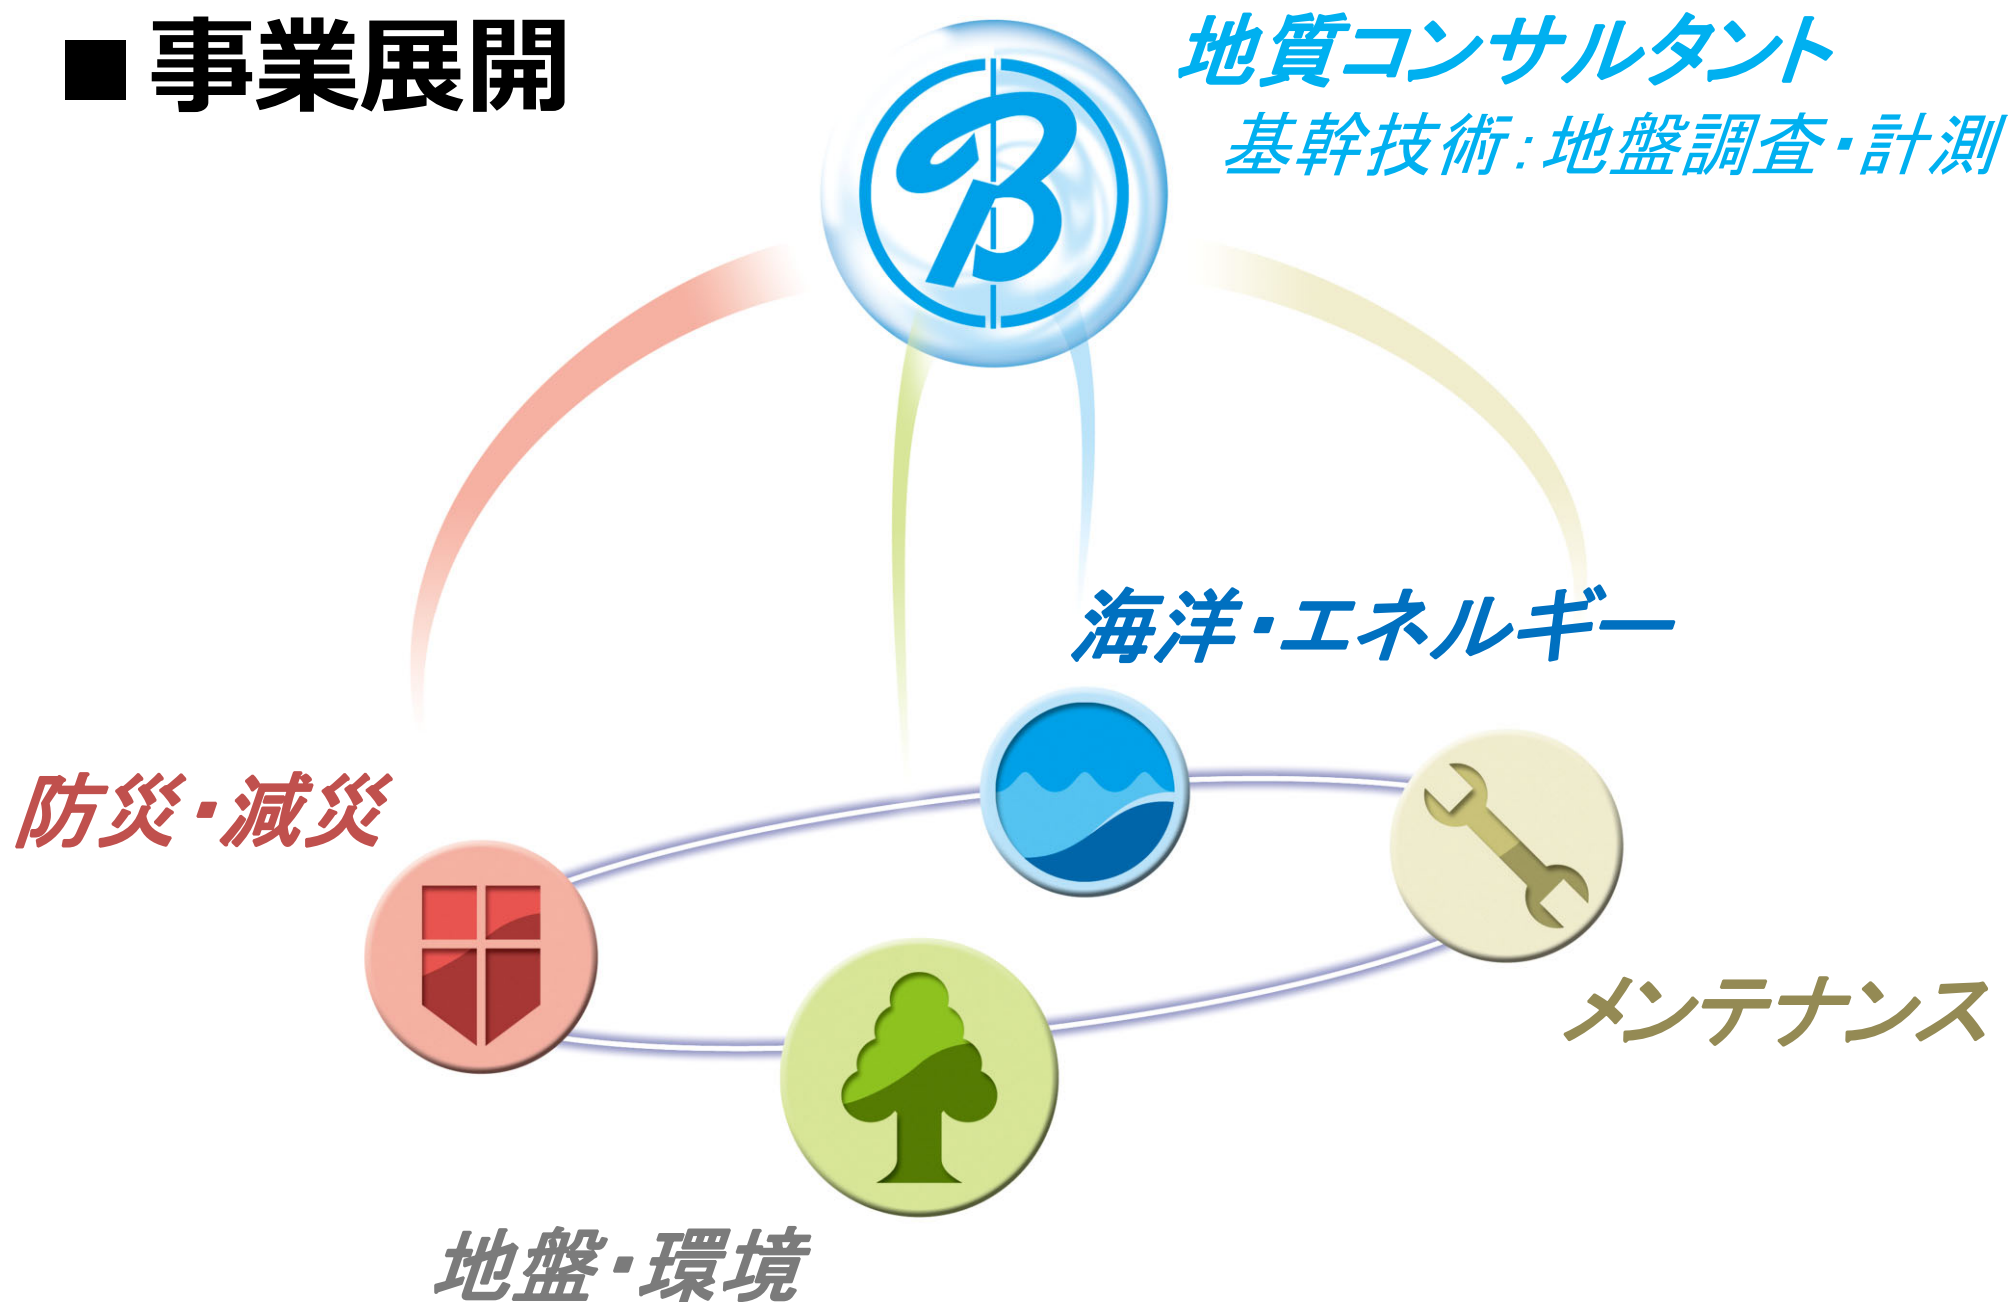 ■事業展開
地質コンサルタント
基幹技術:地盤調査・計測
海洋・エネルギー
防災・減災
メンテナンス
地盤・環境